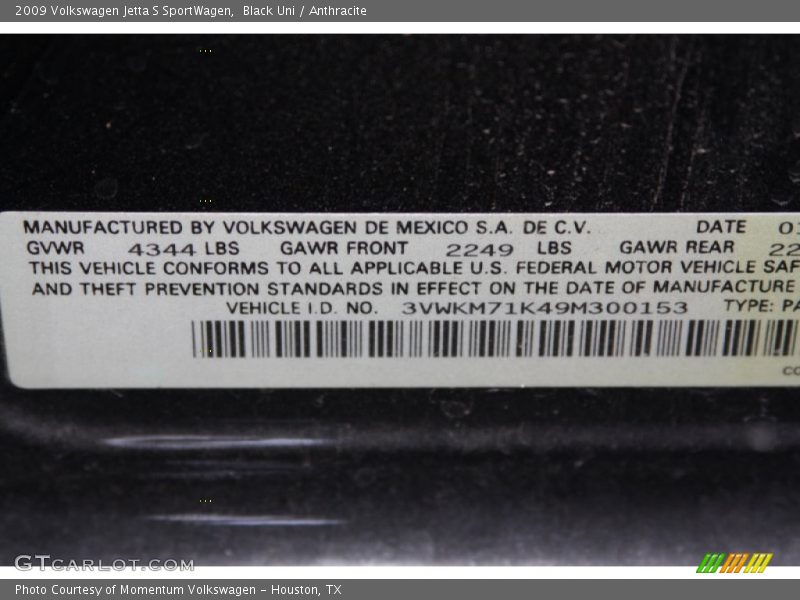 2009 Volkswagen Jetta S SportWagen, Black Uni / Anthracite
MANUFACTURED BY VOLKSWAGEN DE MEXICO S.A. DE C.V. DATE
GVWR 4344 LBS GAWR FRONT 2249 LBS GAWR REAR
THIS VEHICLE CONFORMS TO ALL APPLICABLE U.S. FEDERAL MOTOR VEHICLE
AND THEFT PREVENTION STANDARDS IN EFFECT ON THE DATE OF MANUFACTURE
VEHICLE I.D. NO. 3VWKM71K49M300153 TYPE:
GTCARLOT.COM
Photo Courtesy of Momentum Volkswagen - Houston, TX